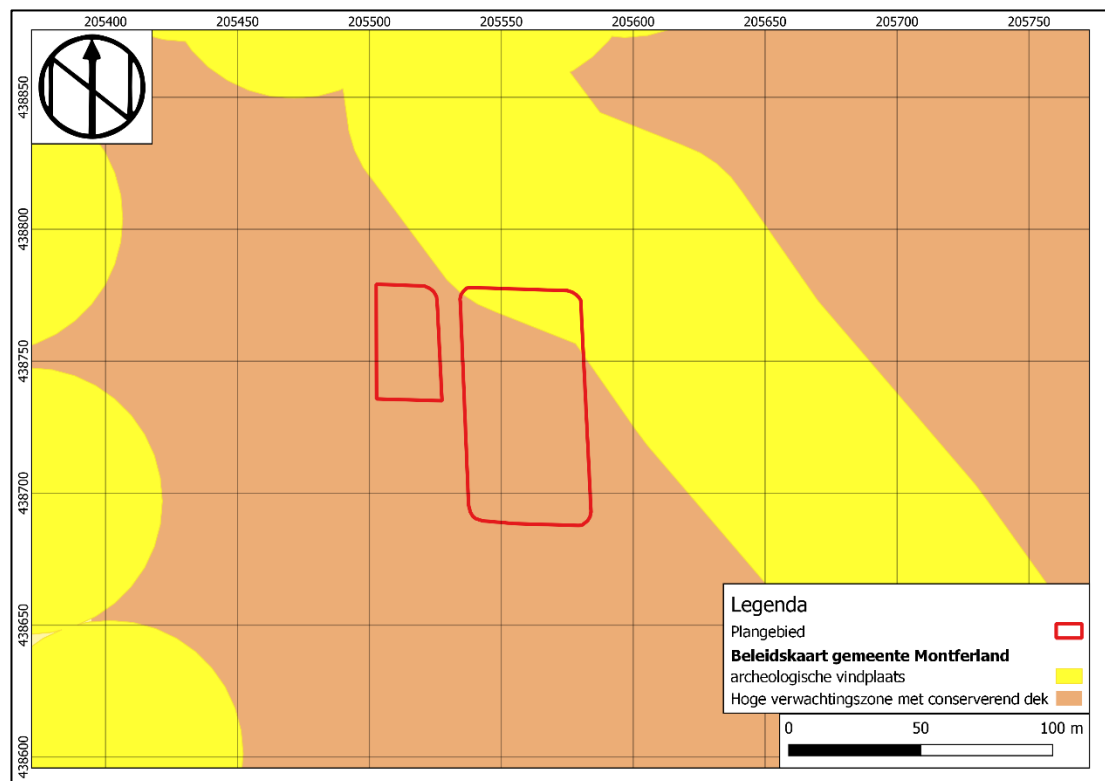 205400 205450 205500 205550 205600 205650 205700 205750
438850
438800
438750
438700
438650
438600
Legenda
Plangebied
Beleidskaart gemeente Montferland
archeologische vindplaats
Hoge verwachtingszone met conserverend dek
0 50 100 m